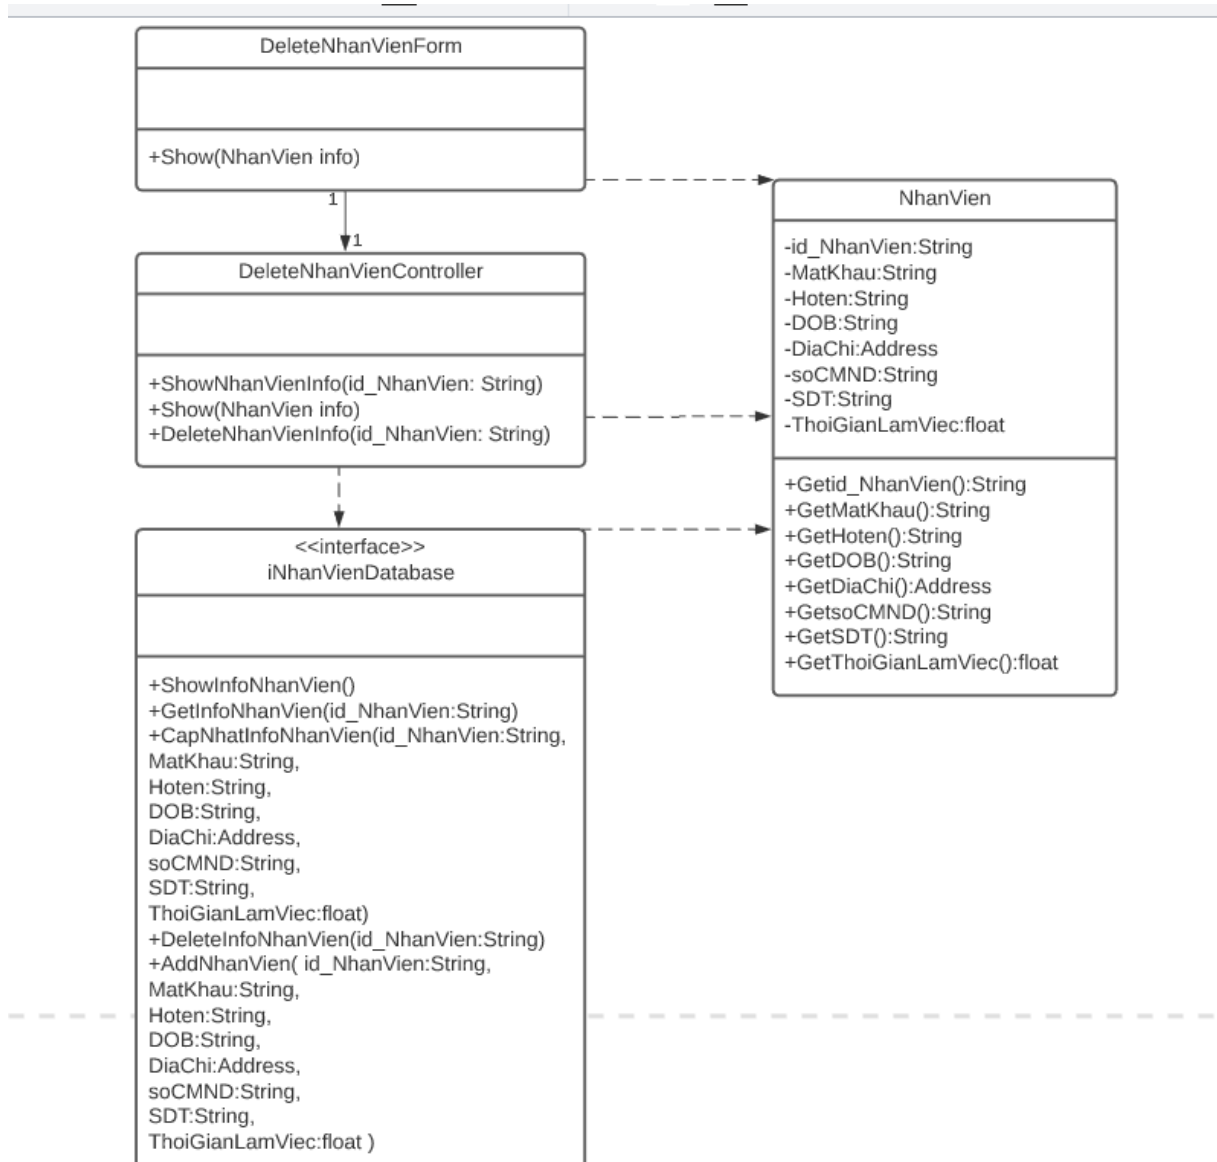 DeleteNhanVienForm
+Show(NhanVien info)
1
1
DeleteNhanVienController
+ShowNhanVienInfo(id_NhanVien: String)
+Show(NhanVien info)
+DeleteNhanVienInfo(id_NhanVien: String)
<<interface>>
iNhanVienDatabase
+ShowInfoNhanVien()
+GetInfoNhanVien(id_NhanVien:String)
+CapNhatInfoNhanVien(id_NhanVien:String,
MatKhau:String,
Hoten:String,
DOB:String,
DiaChi:Address,
soCMND:String,
SDT:String,
ThoiGianLamViec:float)
+DeleteInfoNhanVien(id_NhanVien:String)
+AddNhanVien( id_NhanVien:String,
MatKhau:String,
Hoten:String,
DOB:String,
DiaChi:Address,
soCMND:String,
SDT:String,
ThoiGianLamViec:float )
NhanVien
-id_NhanVien:String
-MatKhau:String
-Hoten:String
-DOB:String
-DiaChi:Address
-soCMND:String
-SDT:String
-ThoiGianLamViec:float
+Getid_NhanVien():String
+GetMatKhau():String
+GetHoten():String
+GetDOB():String
+GetDiaChi():Address
+GetsoCMND():String
+GetSDT():String
+GetThoiGianLamViec():float